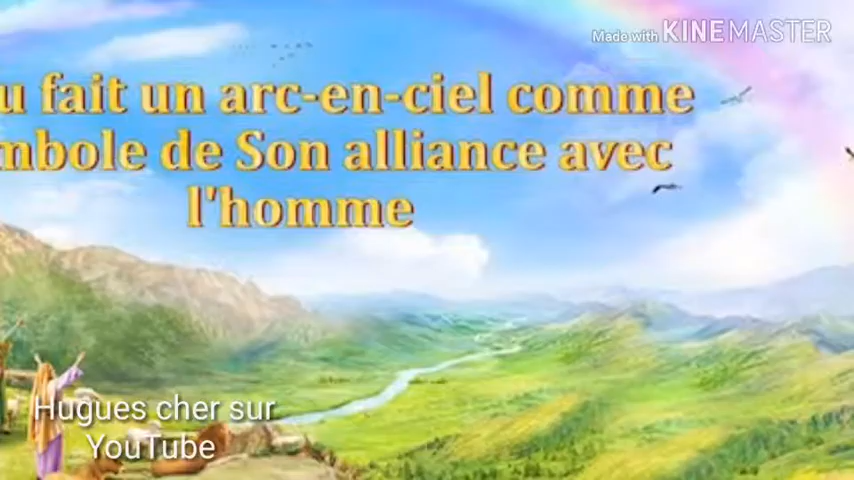 Made with KINEMASTER
u fait un arc-en-ciel comme
mbole de Son alliance avec
l'homme
Hugues cher sur
YouTube